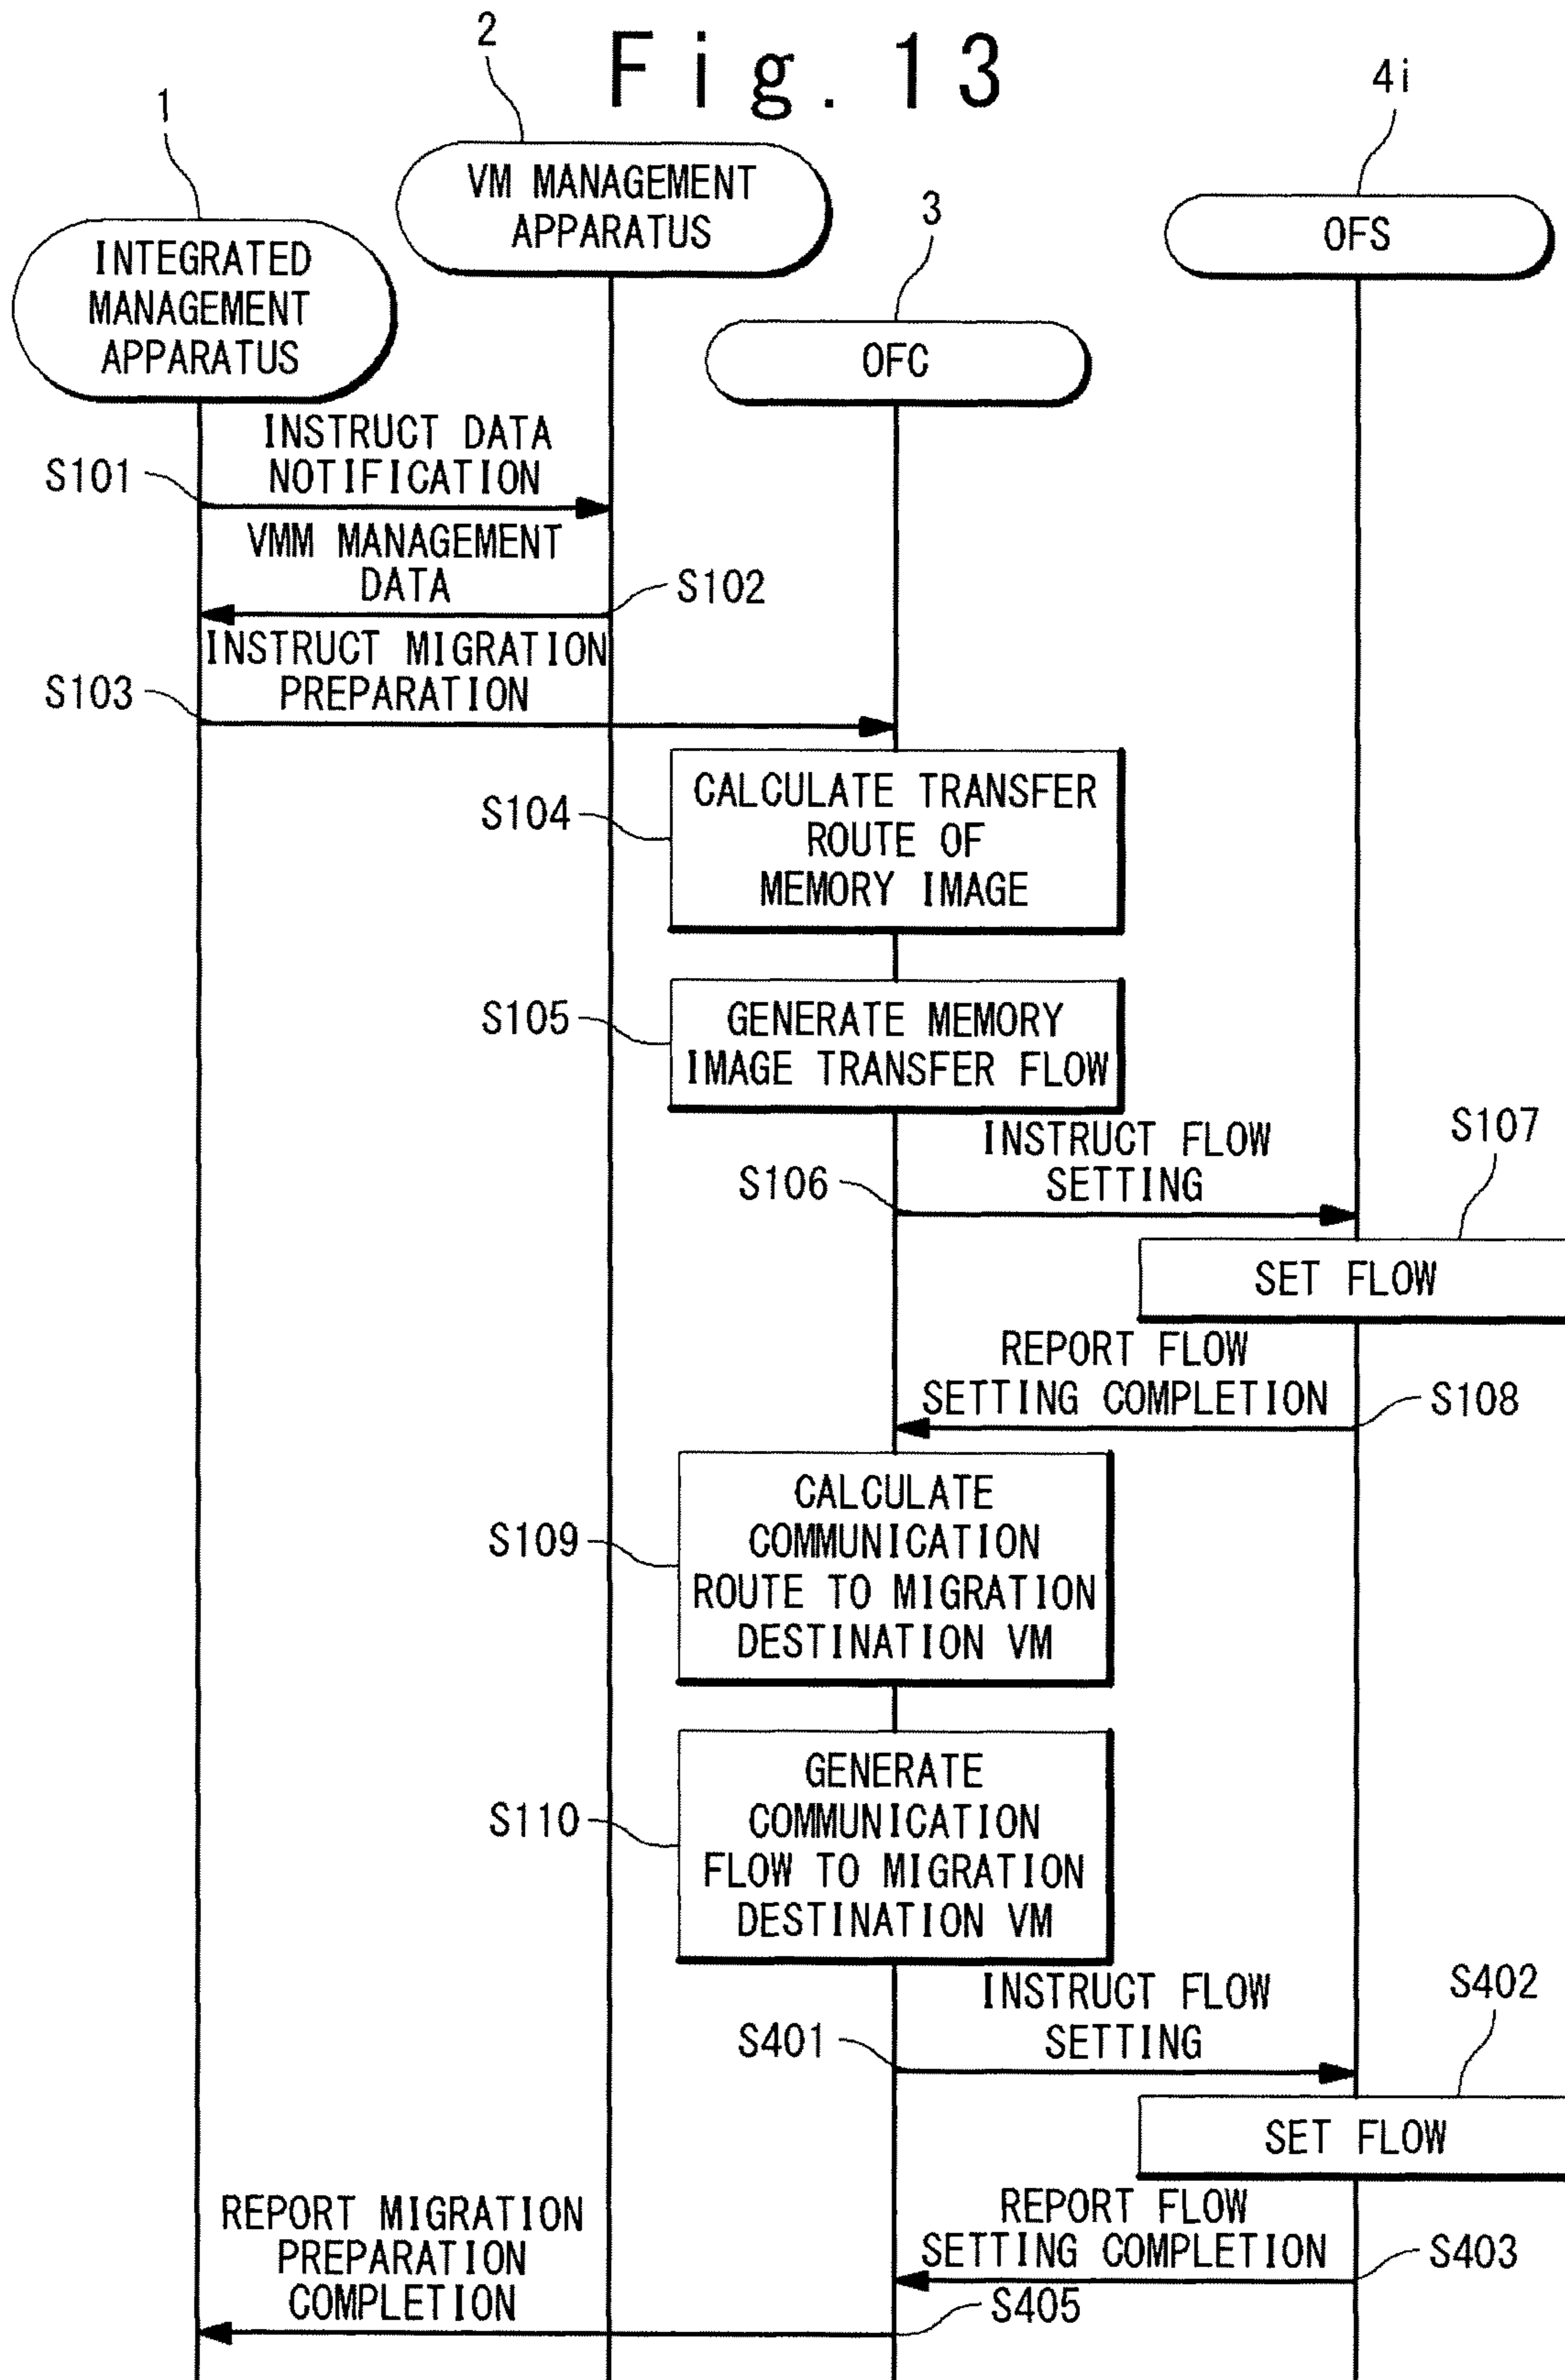 Fig. 13
1
2
3
4i
INTEGRATED
MANAGEMENT
APPARATUS
VM MANAGEMENT
APPARATUS
OFC
OFS
INSTRUCT DATA
NOTIFICATION
S101
VMM MANAGEMENT
DATA
S102
INSTRUCT MIGRATION
PREPARATION
S103
S104
CALCULATE TRANSFER
ROUTE OF
MEMORY IMAGE
S105
GENERATE MEMORY
IMAGE TRANSFER FLOW
INSTRUCT FLOW
SETTING
S106
S107
SET FLOW
REPORT FLOW
SETTING COMPLETION
S108
S109
CALCULATE
COMMUNICATION
ROUTE TO MIGRATION
DESTINATION VM
S110
GENERATE
COMMUNICATION
FLOW TO MIGRATION
DESTINATION VM
INSTRUCT FLOW
SETTING
S401
S402
SET FLOW
REPORT FLOW
SETTING COMPLETION
S403
REPORT MIGRATION
PREPARATION
COMPLETION
S405